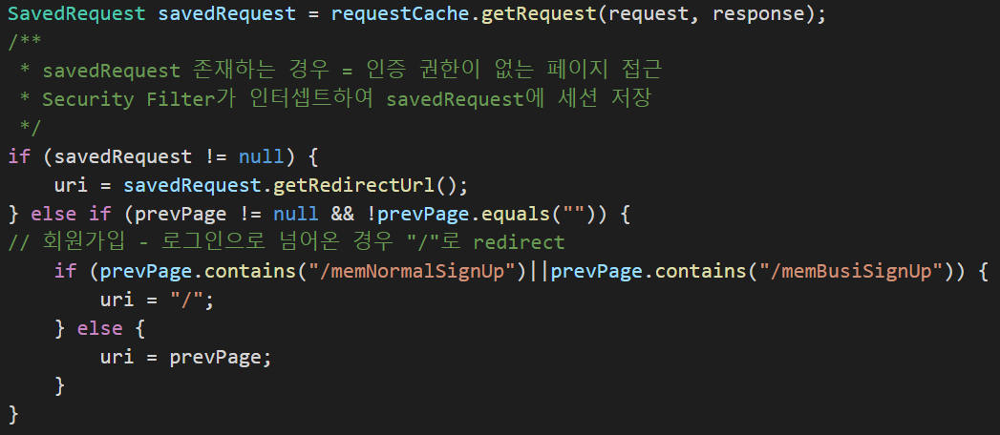 SavedRequest savedRequest = requestCache.getRequest(request, response);
/**
 * savedRequest 존재하는 경우 = 인증 권한이 없는 페이지 접근
 * Security Filter가 인터셉트하여 savedRequest에 세션 저장
 */
if (savedRequest != null) {
    uri = savedRequest.getRedirectUrl();
} else if (prevPage != null && !prevPage.equals("")) {
// 회원가입 - 로그인으로 넘어온 경우 "/"로 redirect
    if (prevPage.contains("/memNormalSignUp")||prevPage.contains("/memBusiSignUp")) {
        uri = "/";
    } else {
        uri = prevPage;
    }
}